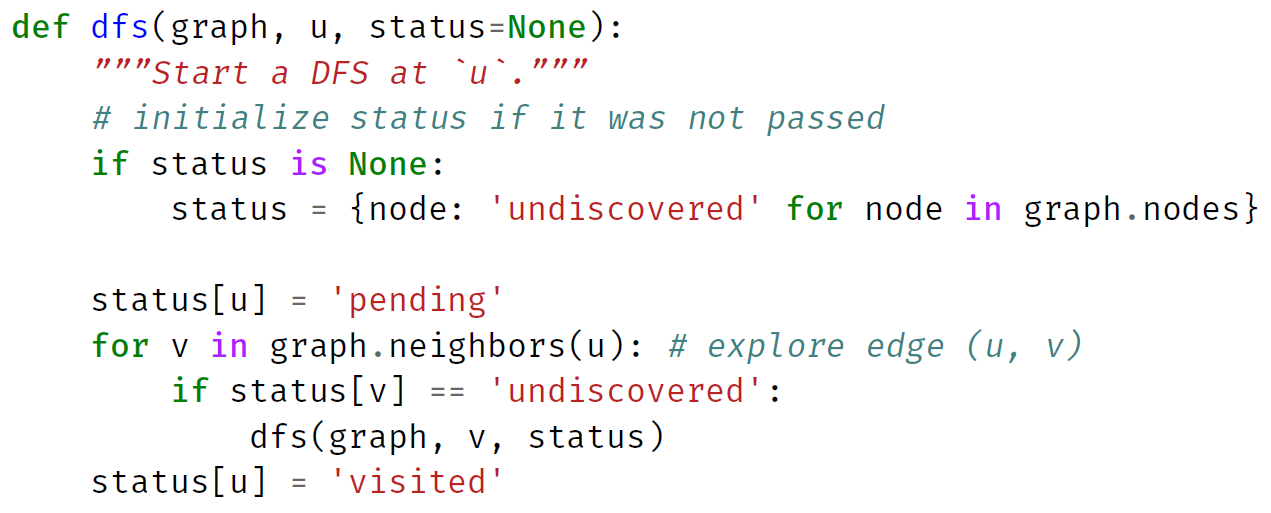 def dfs(graph, u, status=None):
    """Start a DFS at `u`."""
    # initialize status if it was not passed
    if status is None:
        status = {node: 'undiscovered' for node in graph.nodes}

    status[u] = 'pending'
    for v in graph.neighbors(u): # explore edge (u, v)
        if status[v] == 'undiscovered':
            dfs(graph, v, status)
    status[u] = 'visited'